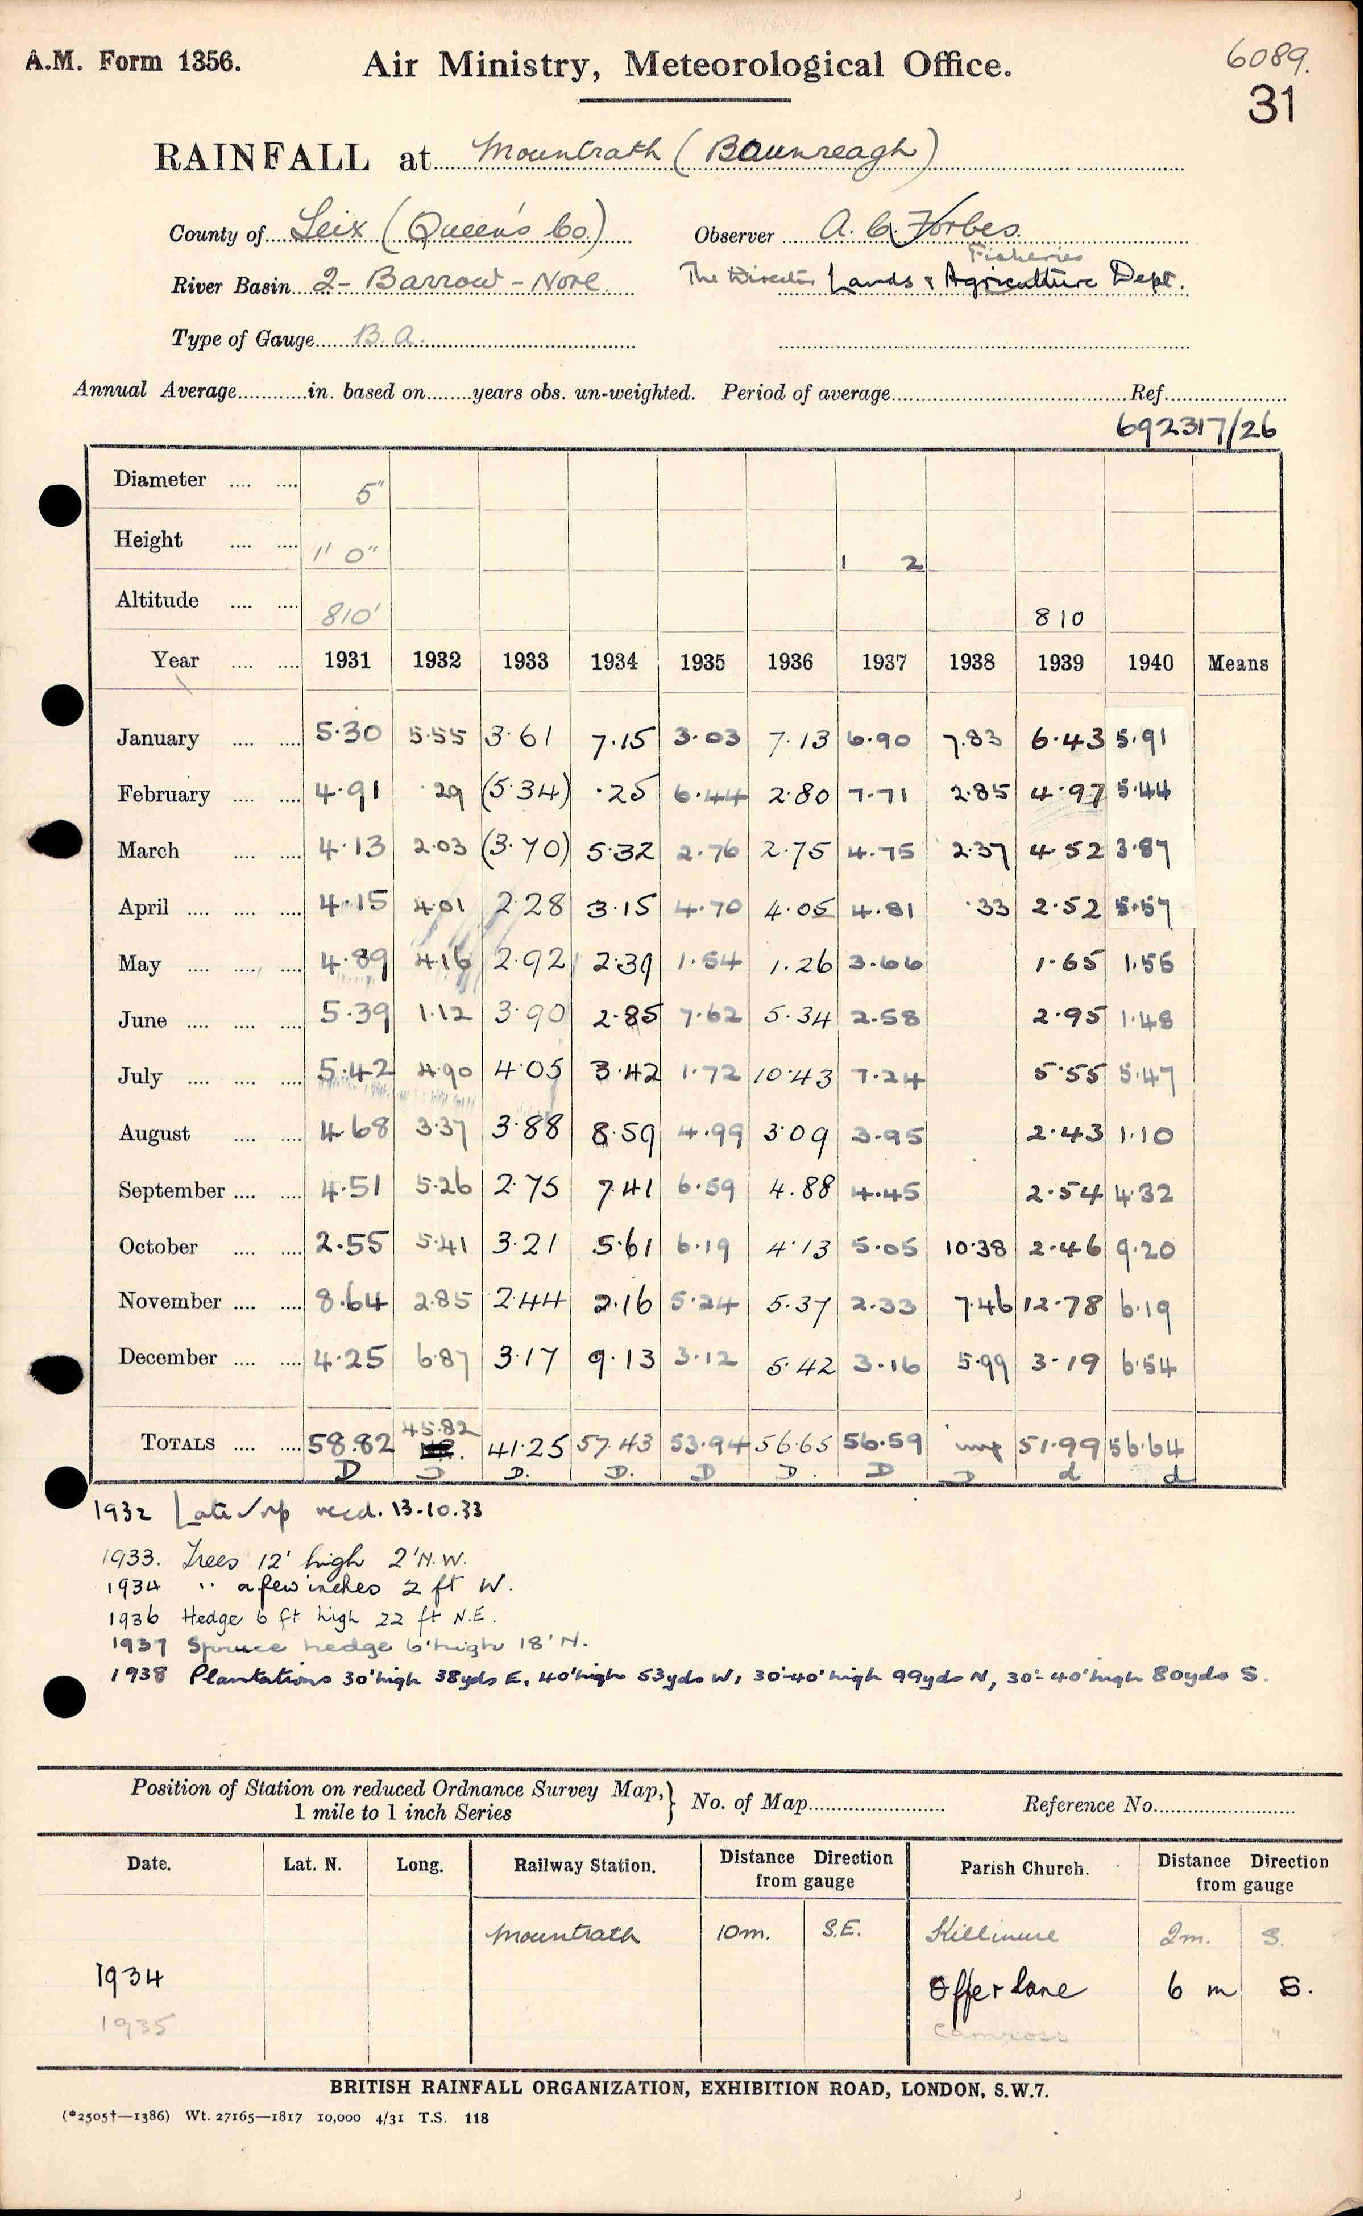 A.M. Form 1356.
Air Ministry, Meteorological Office.
6089.
31
RAINFALL at Mountrath (Baunreagh)
County of Leix (Queen's Co.) Observer A. C. Forbes
Fisheries
River Basin 2- Barrow - Nore The Director Lands & Agriculture Dept.
Type of Gauge B.A.
Annual Average in. based on years obs. un-weighted. Period of average Ref.
692317/26
Diameter 5"
Height 1' 0" 1 2
Altitude 810' 810
Year 1931 1932 1933 1934 1935 1936 1937 1938 1939 1940 Means
January 5.30 5.55 3.61 7.15 3.03 7.13 6.90 7.83 6.43 5.91
February 4.91 .29 (5.34) .25 6.44 2.80 7.71 2.85 4.97 5.44
March 4.13 2.03 (3.70) 5.32 2.76 2.75 4.75 2.37 4.52 3.87
April 4.15 4.01 2.28 3.15 4.70 4.05 4.81 .33 2.52 5.57
May 4.89 4.16 2.92 2.39 1.54 1.26 3.66 1.65 1.55
June 5.39 1.12 3.90 2.85 7.62 5.34 2.58 2.95 1.48
July 5.42 4.90 4.05 3.42 1.72 10.43 7.24 5.55 5.47
August 4.68 3.37 3.88 8.59 4.99 3.09 3.95 2.43 1.10
September 4.51 5.26 2.75 7.41 6.59 4.88 4.45 2.54 4.32
October 2.55 5.41 3.21 5.61 6.19 4.13 5.05 10.38 2.46 9.20
November 8.64 2.85 2.44 2.16 5.24 5.37 2.33 7.46 12.78 6.19
December 4.25 6.87 3.17 9.13 3.12 5.42 3.16 5.99 3.19 6.54
TOTALS 58.82 45.82 41.25 57.43 53.94 56.65 56.59 51.99 56.64
D D D. D. D D. D D d d
1932 Late recd. 13.10.33
1933. Trees 12' high 2' N.W.
1934 " a few inches 2 ft W.
1936 Hedge 6 ft high 22 ft N.E.
1937 Spruce hedge 6' high 18' N.
1938 Plantations 30' high 38yds E, 40' high 53yds W, 30'-40' high 99yds N, 30'-40' high 80yds S.
Position of Station on reduced Ordnance Survey Map, } No. of Map Reference No.
1 mile to 1 inch Series
Date. Lat. N. Long. Railway Station. Distance Direction from gauge Parish Church. Distance Direction from gauge
Mountrath 10m. S.E. Killinure 2m. S.
1934 Offerlane 6 m S.
1935 Camross " "
BRITISH RAINFALL ORGANIZATION, EXHIBITION ROAD, LONDON, S.W.7.
(*2505†—1386) Wt. 27165—1817 10,000 4/31 T.S. 118